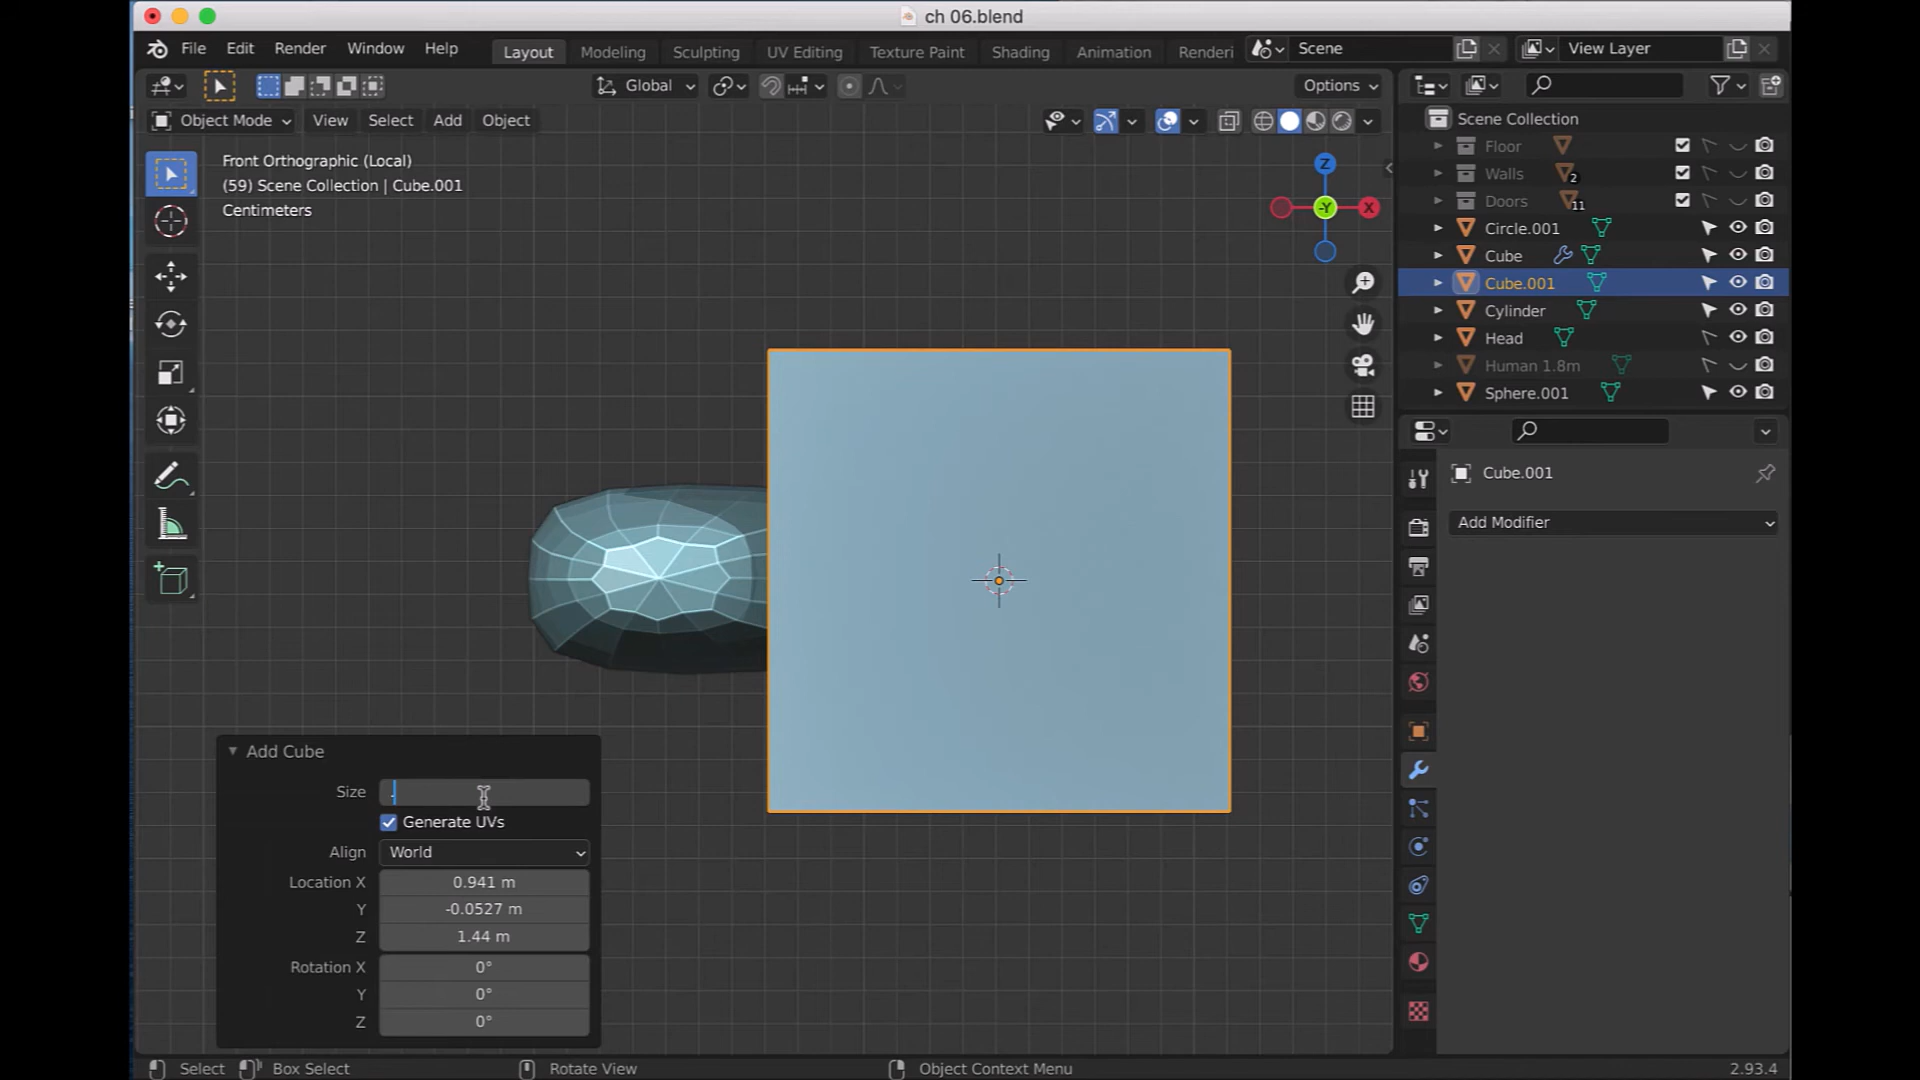 ch 06.blend
File Edit Render Window Help Layout Modeling Sculpting UV Editing Texture Paint Shading Animation Renderi Scene View Layer
Global Options
Object Mode View Select Add Object
Scene Collection
Front Orthographic (Local)
(59) Scene Collection | Cube.001
Centimeters
Z
-Y
X
Floor
Walls 2
Doors 11
Circle.001
Cube
Cube.001
Cylinder
Head
Human 1.8m
Sphere.001
Cube.001
Add Modifier
Add Cube
Size .
Generate UVs
Align World
Location X 0.941 m
Y -0.0527 m
Z 1.44 m
Rotation X 0°
Y 0°
Z 0°
Select Box Select Rotate View Object Context Menu 2.93.4